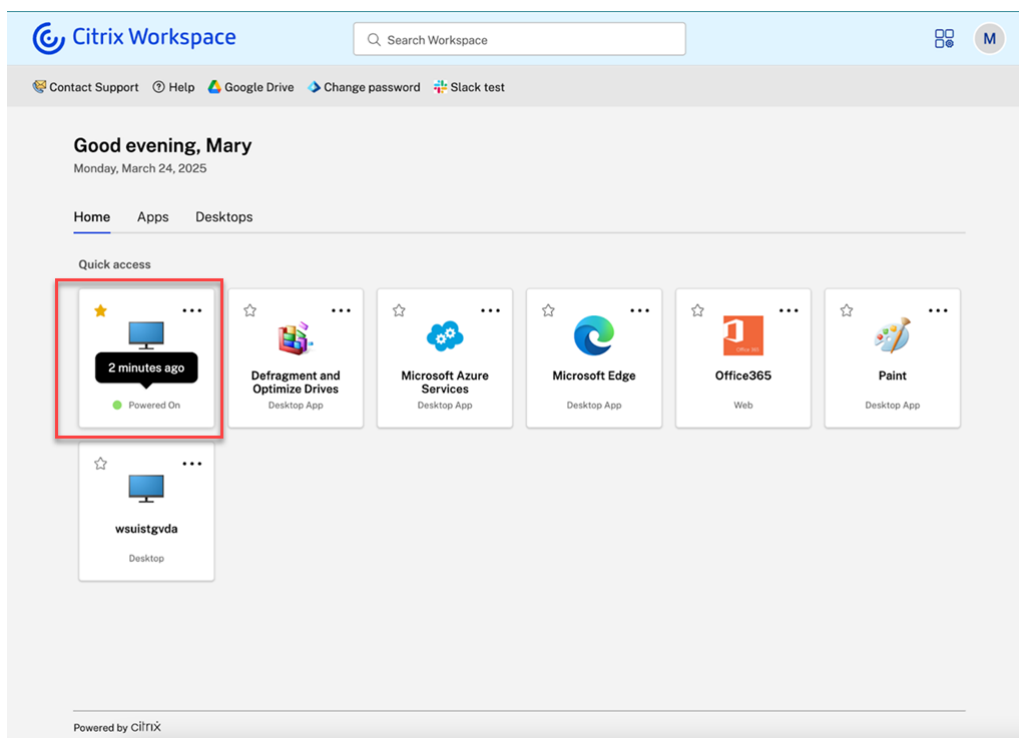 Citrix Workspace
Search Workspace
M
Contact Support Help Google Drive Change password Slack test
Good evening, Mary
Monday, March 24, 2025
Home Apps Desktops
Quick access
2 minutes ago
Powered On
Defragment and
Optimize Drives
Desktop App
Microsoft Azure
Services
Desktop App
Microsoft Edge
Desktop App
Office 365
Office365
Web
Paint
Desktop App
wsuistgvda
Desktop
Powered by citrix